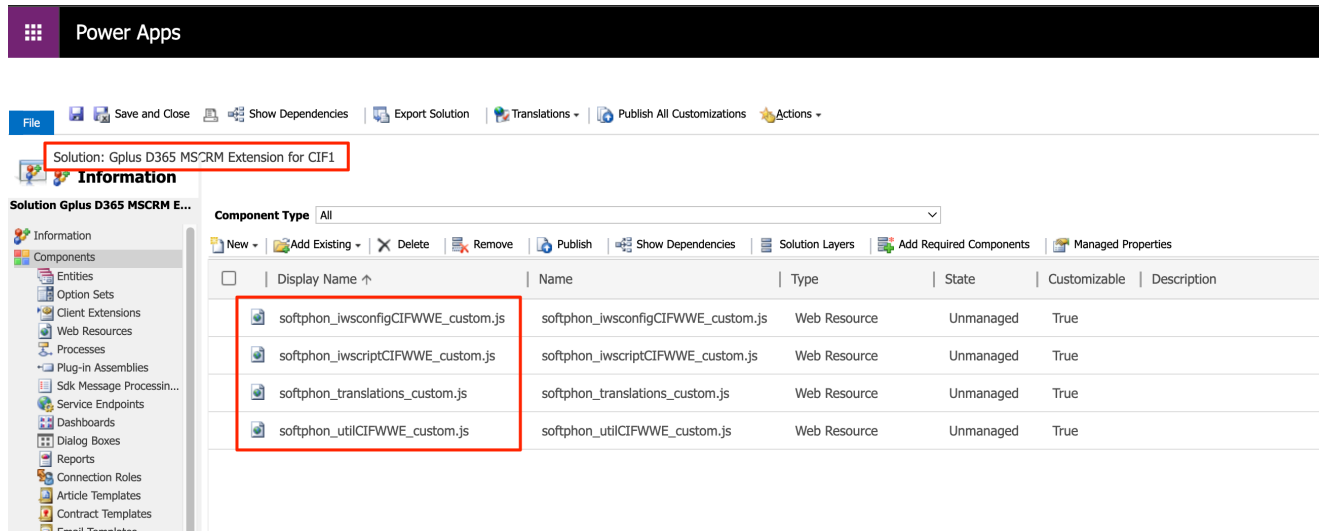 Power Apps
File
Save and Close Show Dependencies Export Solution Translations Publish All Customizations Actions
Solution: Gplus D365 MSCRM Extension for CIF1
Information
Solution Gplus D365 MSCRM E...
Component Type All
New Add Existing Delete Remove Publish Show Dependencies Solution Layers Add Required Components Managed Properties
Display Name Name Type State Customizable Description
softphon_iwsconfigCIFWWE_custom.js softphon_iwsconfigCIFWWE_custom.js Web Resource Unmanaged True
softphon_iwscriptCIFWWE_custom.js softphon_iwscriptCIFWWE_custom.js Web Resource Unmanaged True
softphon_translations_custom.js softphon_translations_custom.js Web Resource Unmanaged True
softphon_utilCIFWWE_custom.js softphon_utilCIFWWE_custom.js Web Resource Unmanaged True
Information
Components
Entities
Option Sets
Client Extensions
Web Resources
Processes
Plug-in Assemblies
Sdk Message Processin...
Service Endpoints
Dashboards
Dialog Boxes
Reports
Connection Roles
Article Templates
Contract Templates
Email Templates